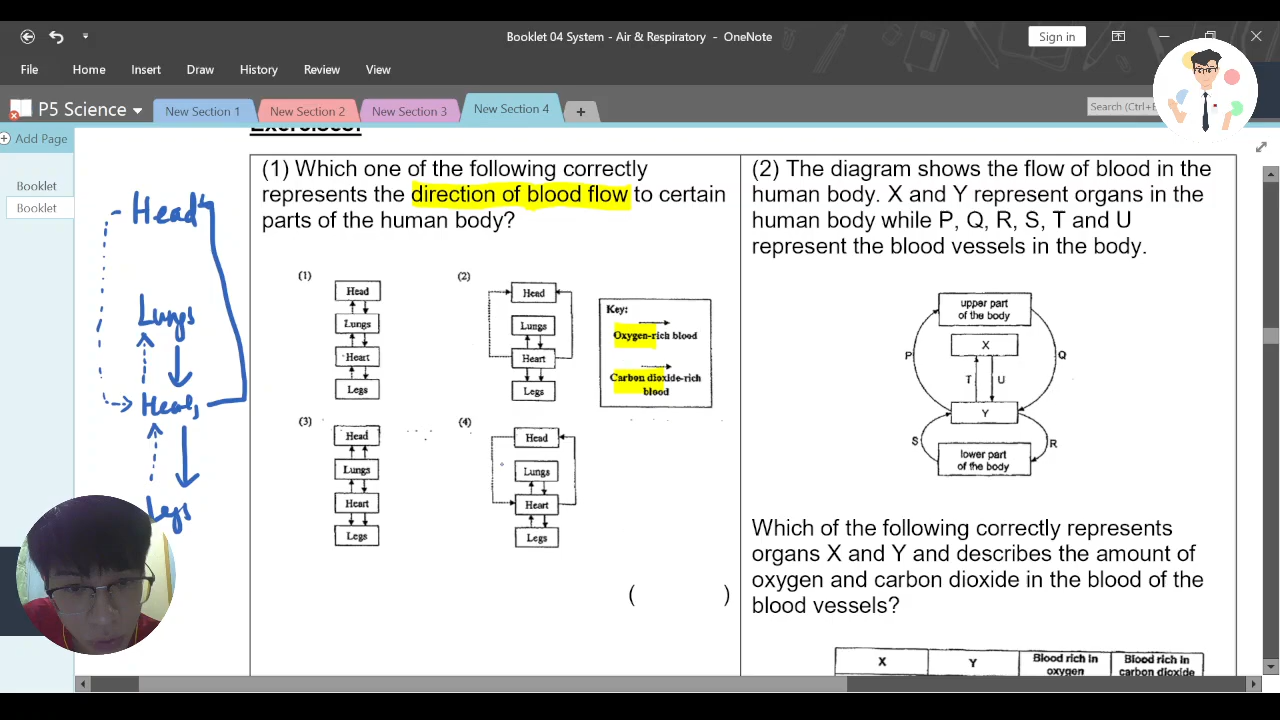 Booklet 04 System - Air & Respiratory - OneNote
Sign in
File Home Insert Draw History Review View
P5 Science
New Section 1
New Section 2
New Section 3
New Section 4
Search (Ctrl+E
Add Page
Booklet
Booklet
Exercises:
(1) Which one of the following correctly
represents the direction of blood flow to certain
parts of the human body?
(1)
Head
Lungs
Heart
Legs
(2)
Head
Lungs
Heart
Legs
Key:
Oxygen-rich blood
Carbon dioxide-rich
blood
(3)
Head
Lungs
Heart
Legs
(4)
Head
Lungs
Heart
Legs
( )
Head
Lungs
Legs
(2) The diagram shows the flow of blood in the
human body. X and Y represent organs in the
human body while P, Q, R, S, T and U
represent the blood vessels in the body.
upper part
of the body
X
P
Q
T
U
Y
S
R
lower part
of the body
Which of the following correctly represents
organs X and Y and describes the amount of
oxygen and carbon dioxide in the blood of the
blood vessels?
X
Y
Blood rich in
oxygen
Blood rich in
carbon dioxide